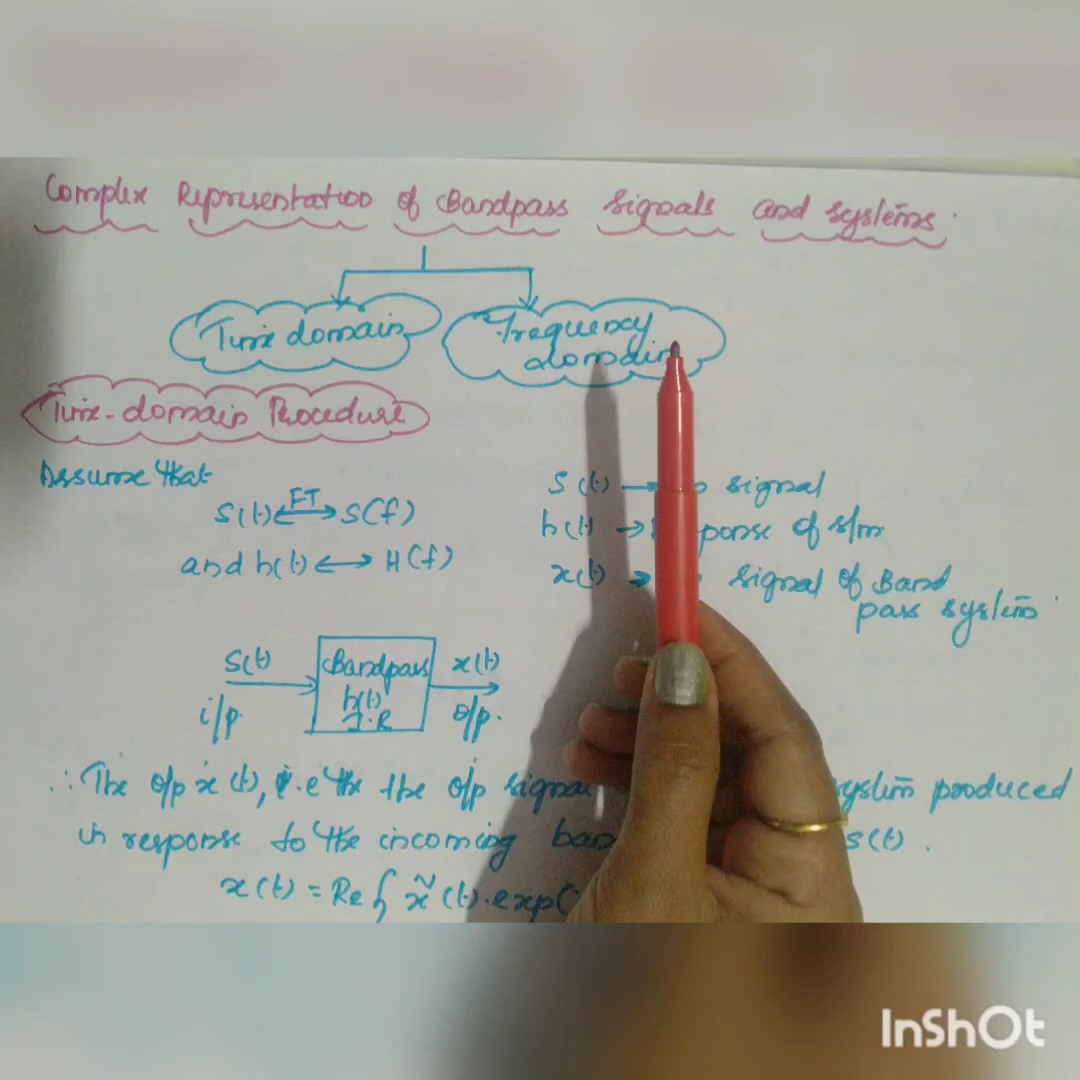 Complex Representation of Bandpass signals and systems.
Time domain
Frequency domain
Time-domain Procedure
Assume that
S(t) ⟷ S(f)
FT
and h(t) ⟷ H(f)
S(t) → signal
h(t) → ponse of s/m
x(t) → signal of Band
pass system.
S(t)
i/p.
Bandpass
h(t)
I.R
x(t)
o/p.
∴ The o/p x(t), i.e the o/p signal system produced
in response to the incoming S(t).
x(t) = Re{ x̃(t).exp(
InShOt